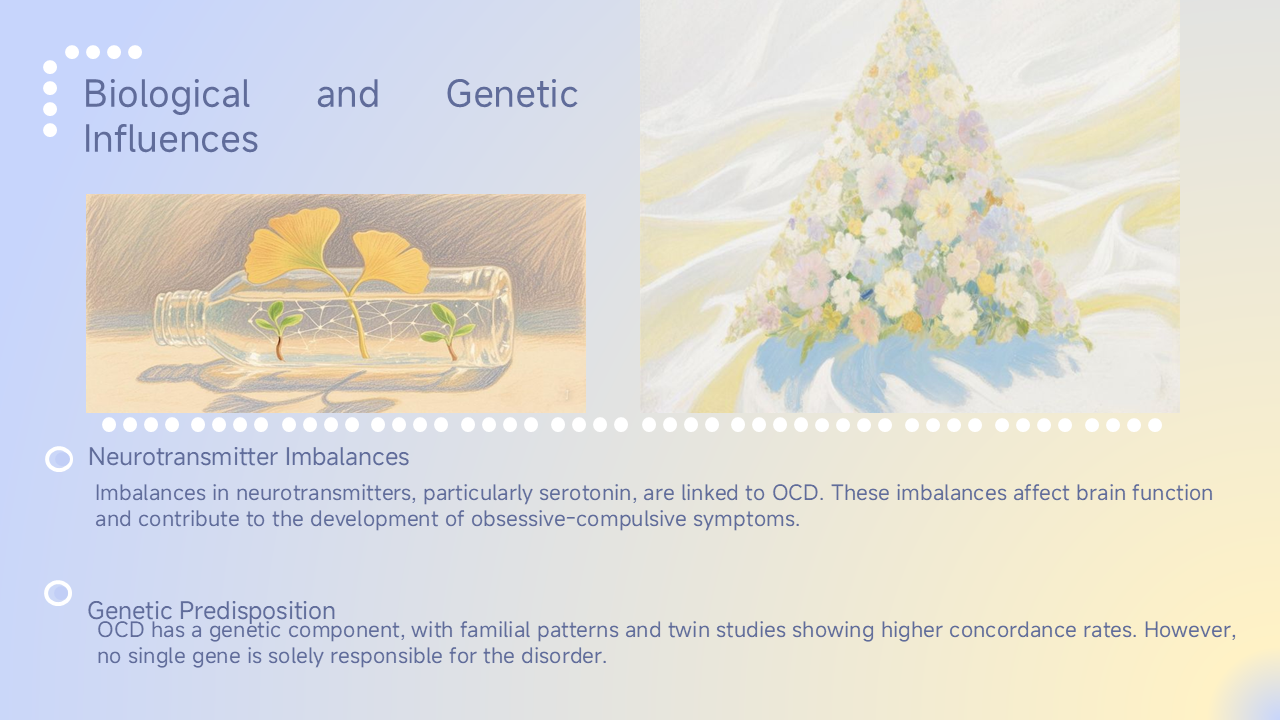 Biological and Genetic
Influences
Neurotransmitter Imbalances
Imbalances in neurotransmitters, particularly serotonin, are linked to OCD. These imbalances affect brain function
and contribute to the development of obsessive-compulsive symptoms.
Genetic Predisposition
OCD has a genetic component, with familial patterns and twin studies showing higher concordance rates. However,
no single gene is solely responsible for the disorder.